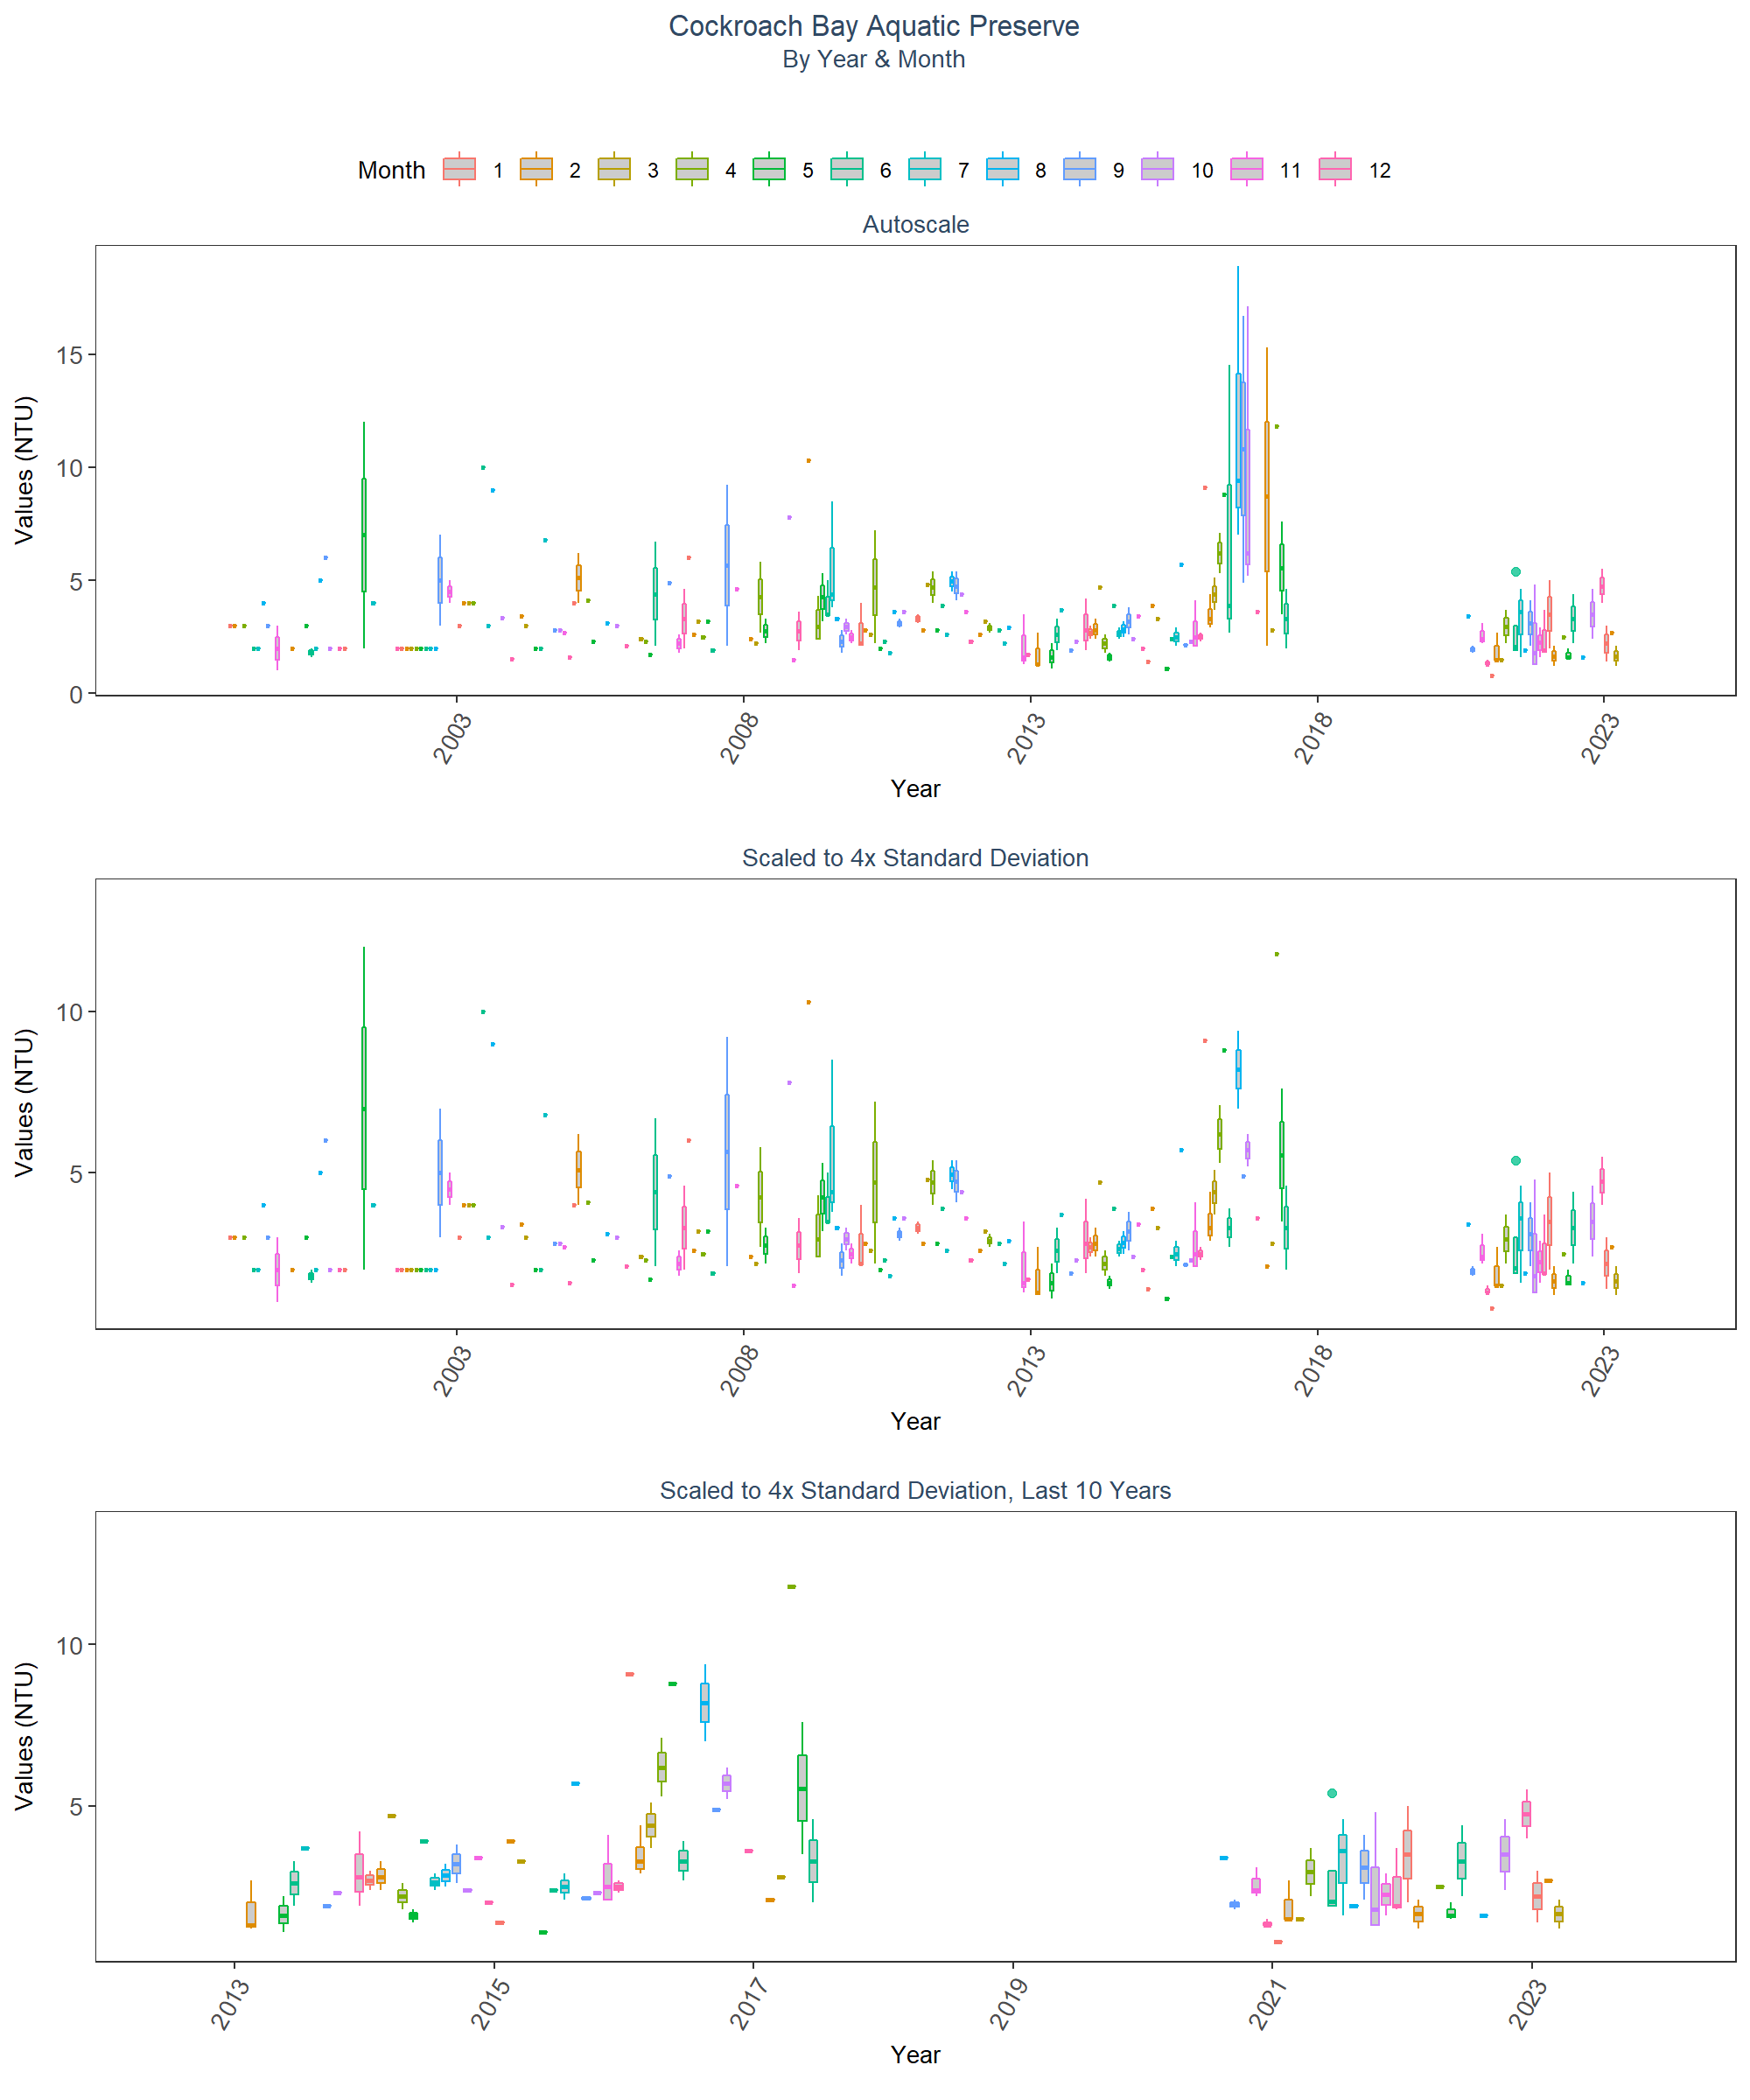 Cockroach Bay Aquatic Preserve
By Year & Month
Month 1 2 3 4 5 6 7 8 9 10 11 12
Autoscale
Values (NTU)
15
10
5
0
2003 2008 2013 2018 2023
Year
Scaled to 4x Standard Deviation
Values (NTU)
10
5
2003 2008 2013 2018 2023
Year
Scaled to 4x Standard Deviation, Last 10 Years
Values (NTU)
10
5
2013 2015 2017 2019 2021 2023
Year